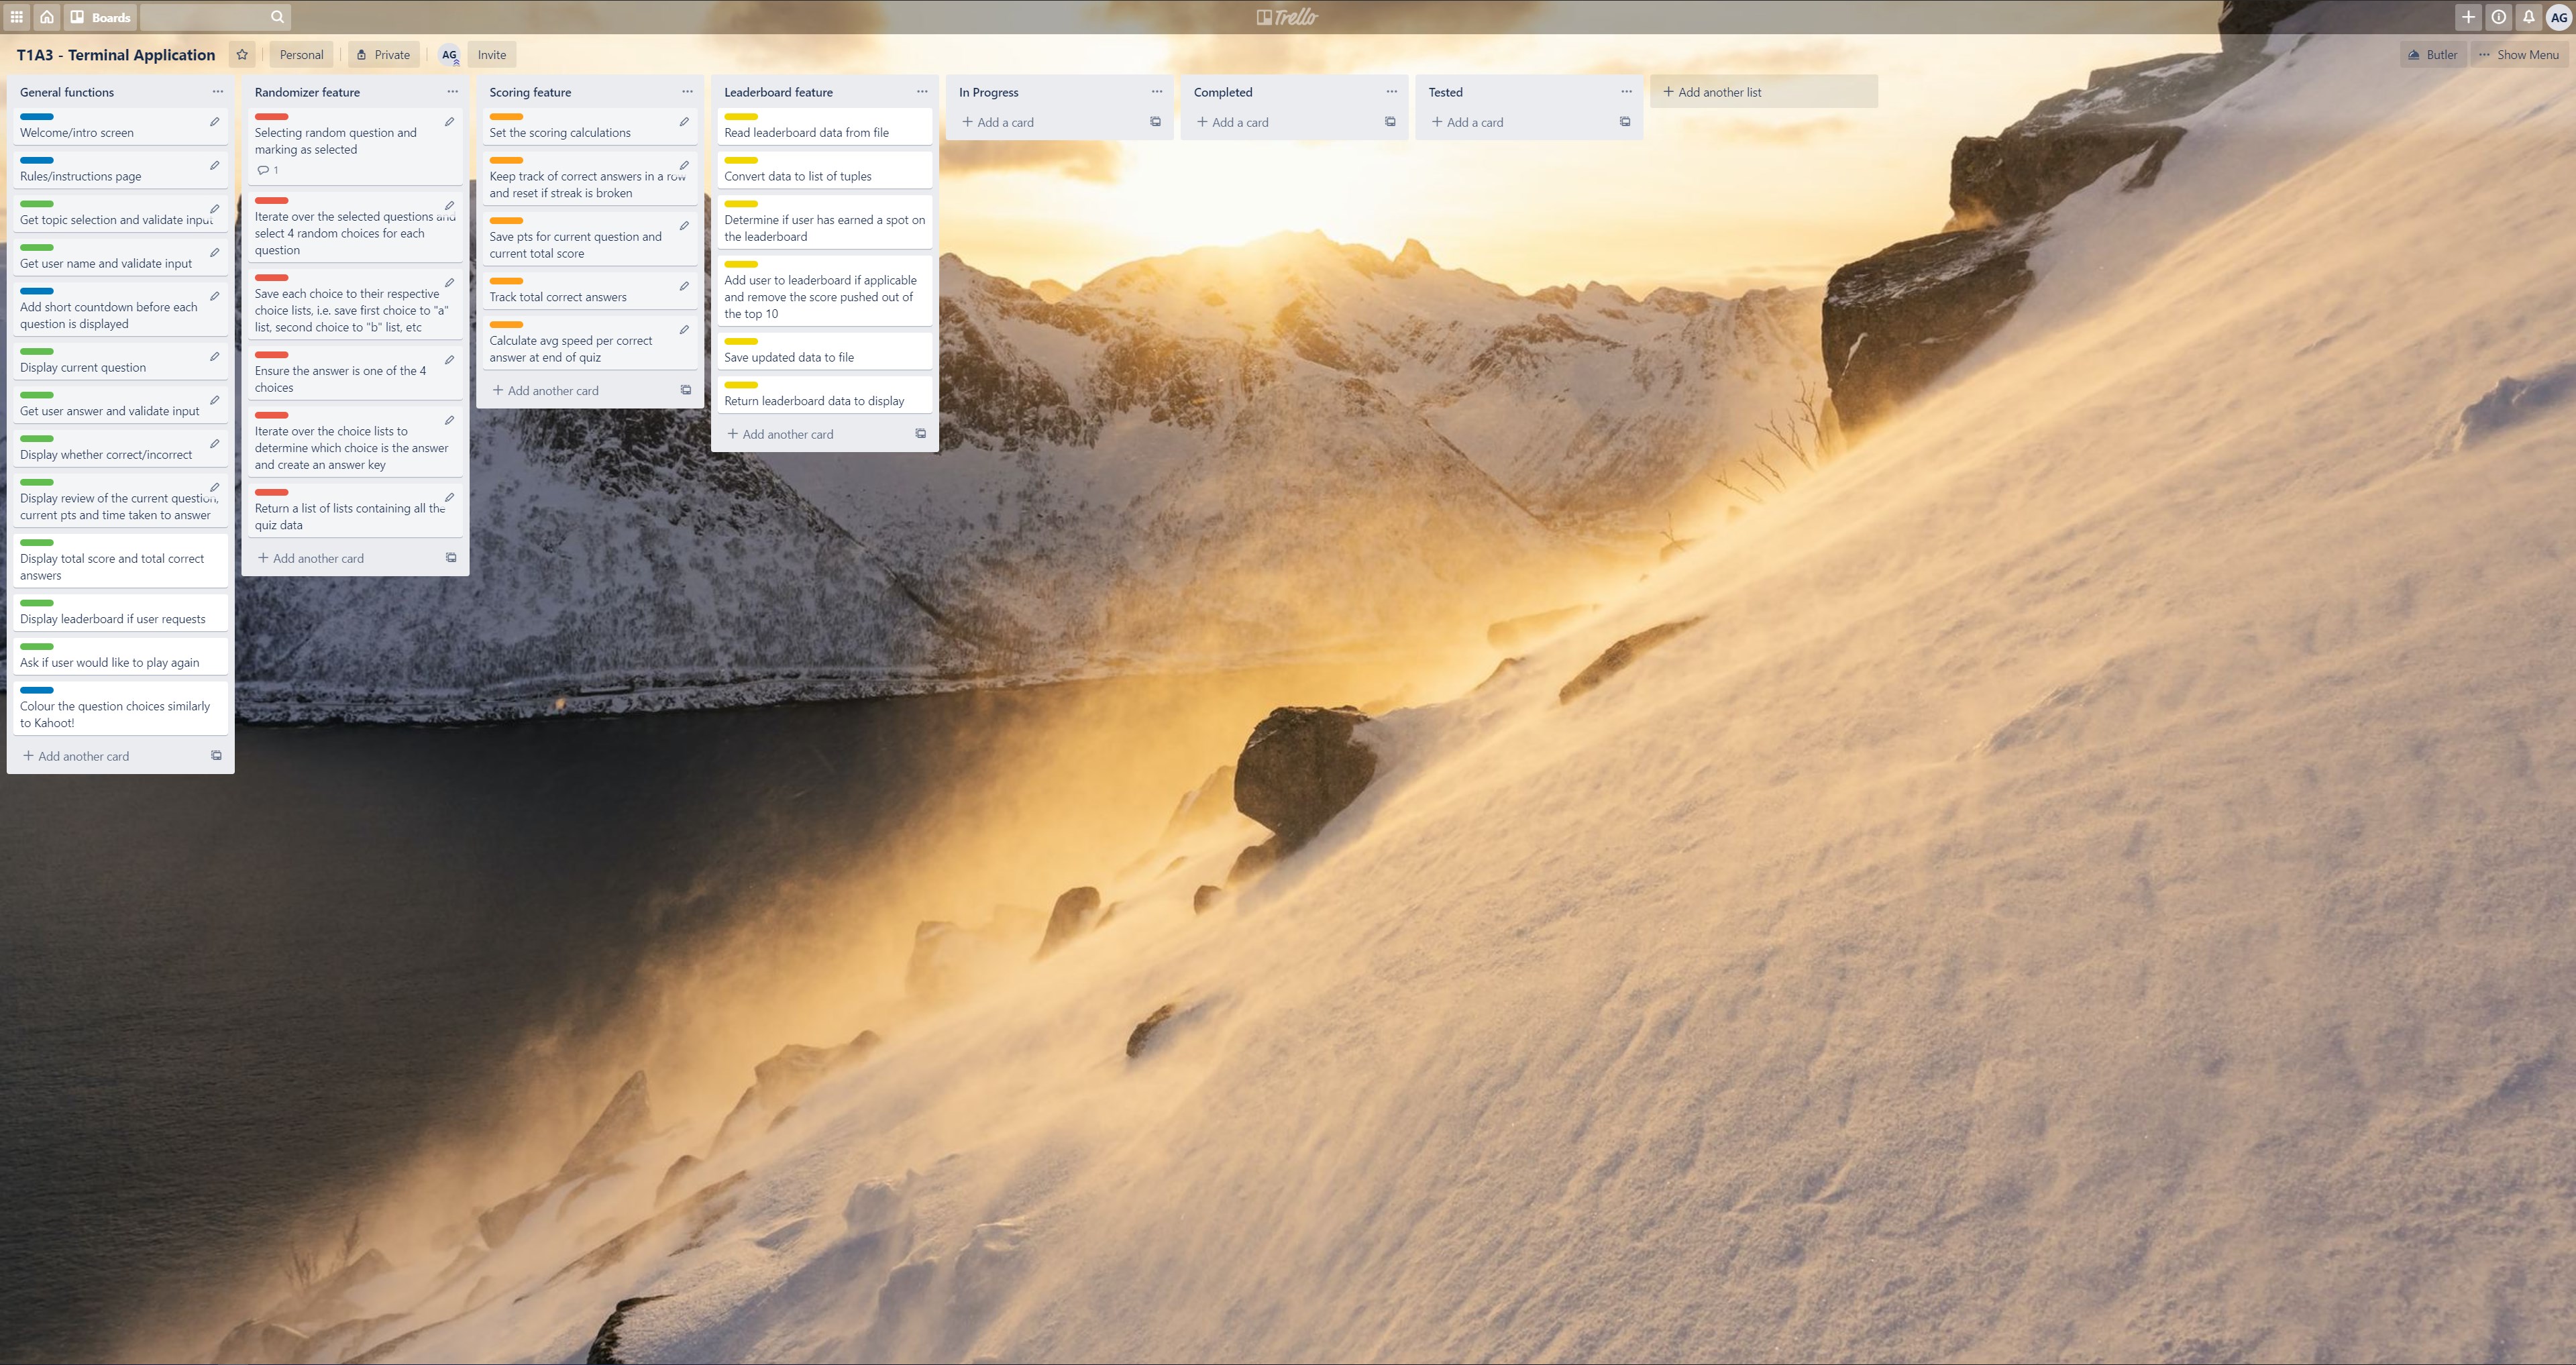 Boards
Trello
AG
T1A3 - Terminal Application
Personal
Private
AG
Invite
Butler
Show Menu
General functions
Welcome/intro screen
Rules/instructions page
Get topic selection and validate input
Get user name and validate input
Add short countdown before each
question is displayed
Display current question
Get user answer and validate input
Display whether correct/incorrect
Display review of the current question,
current pts and time taken to answer
Display total score and total correct
answers
Display leaderboard if user requests
Ask if user would like to play again
Colour the question choices similarly
to Kahoot!
+ Add another card
Randomizer feature
Selecting random question and
marking as selected
1
Iterate over the selected questions and
select 4 random choices for each
question
Save each choice to their respective
choice lists, i.e. save first choice to "a"
list, second choice to "b" list, etc
Ensure the answer is one of the 4
choices
Iterate over the choice lists to
determine which choice is the answer
and create an answer key
Return a list of lists containing all the
quiz data
+ Add another card
Scoring feature
Set the scoring calculations
Keep track of correct answers in a row
and reset if streak is broken
Save pts for current question and
current total score
Track total correct answers
Calculate avg speed per correct
answer at end of quiz
+ Add another card
Leaderboard feature
Read leaderboard data from file
Convert data to list of tuples
Determine if user has earned a spot on
the leaderboard
Add user to leaderboard if applicable
and remove the score pushed out of
the top 10
Save updated data to file
Return leaderboard data to display
+ Add another card
In Progress
+ Add a card
Completed
+ Add a card
Tested
+ Add a card
+ Add another list